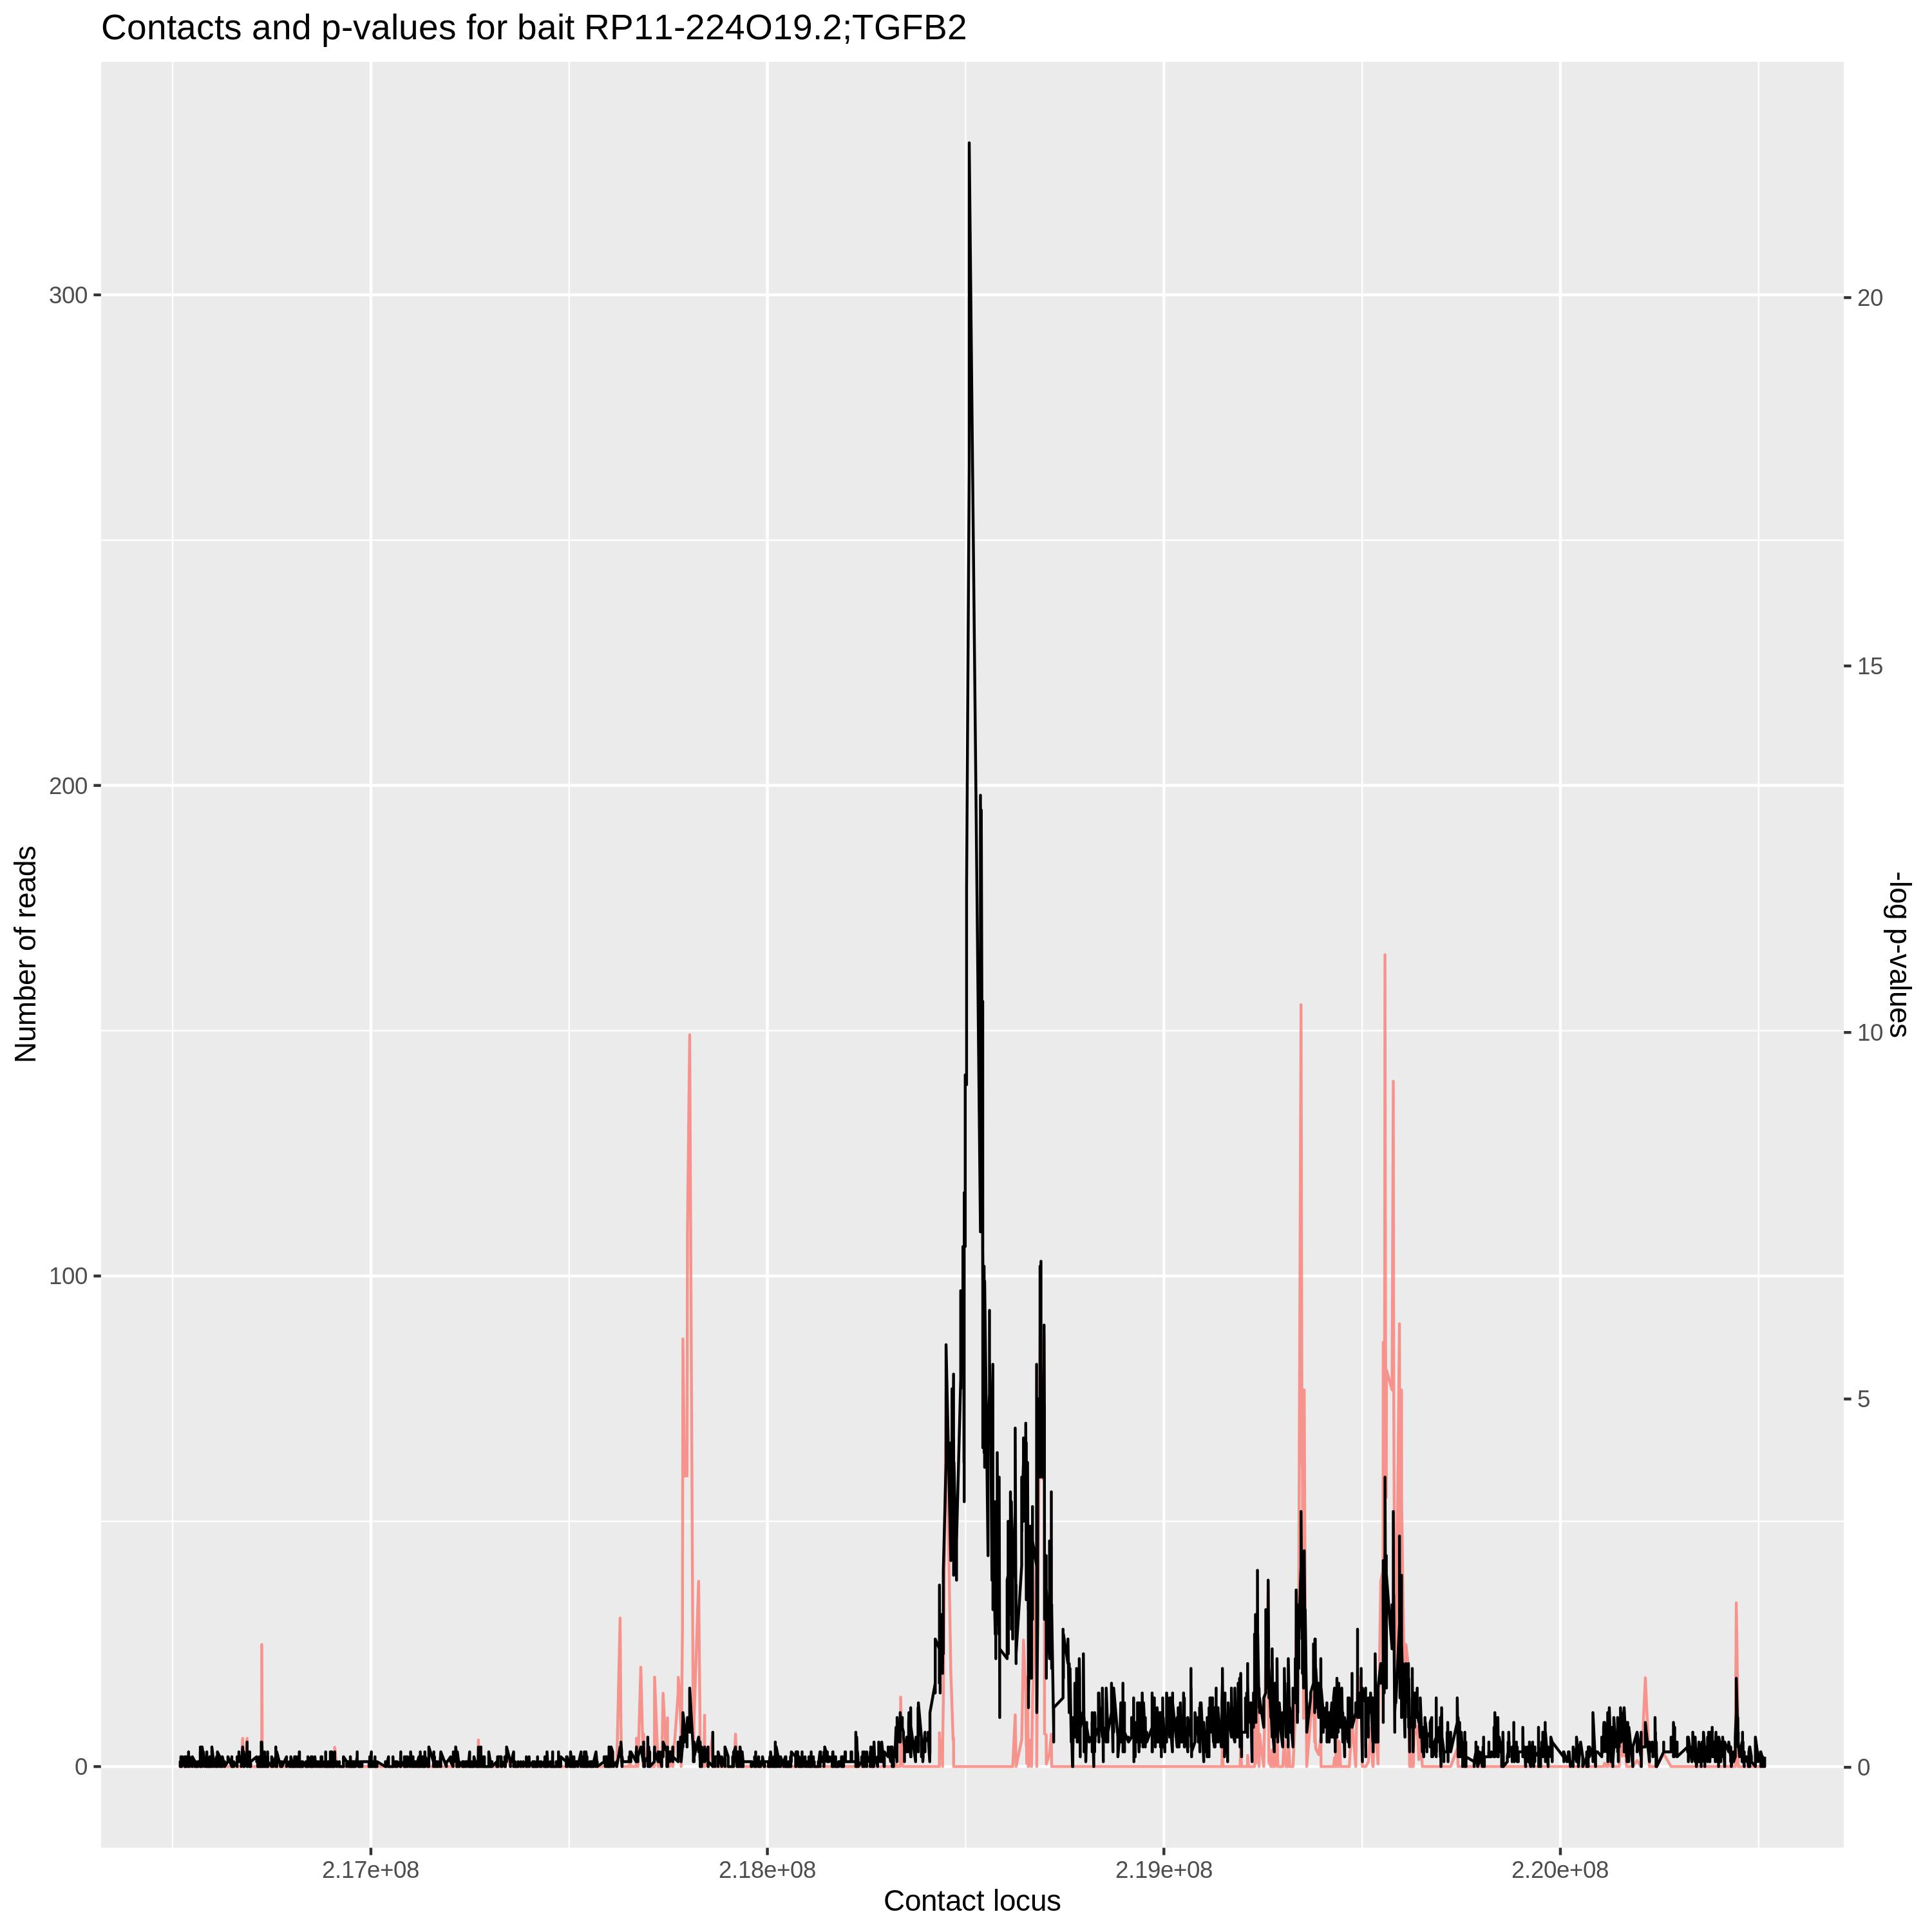 Contacts and p-values for bait RP11-224O19.2;TGFB2
300
200
100
0
Number of reads
20
15
10
5
0
-log p-values
2.17e+08
2.18e+08
2.19e+08
2.20e+08
Contact locus